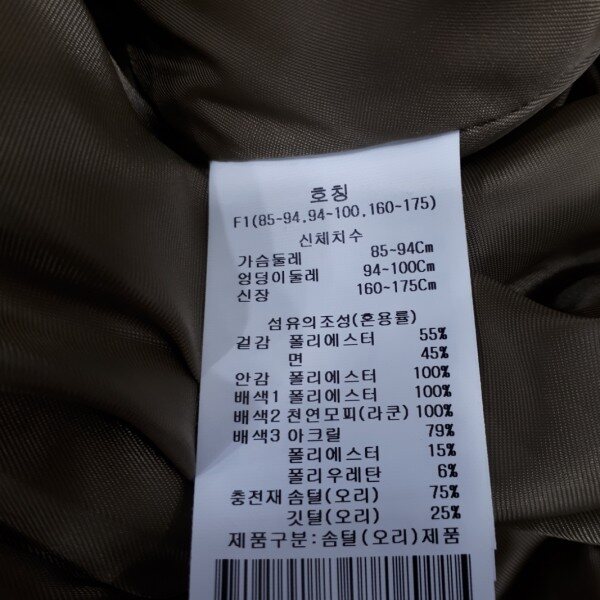 호칭
F1(85~94,94~100,160~175)
신체치수
가슴둘레 85~94Cm
엉덩이둘레 94~100Cm
신장 160~175Cm
섬유의조성(혼용률)
겉감 폴리에스터 55%
면 45%
안감 폴리에스터 100%
배색1 폴리에스터 100%
배색2 천연모피(라쿤) 100%
배색3 아크릴 79%
폴리에스터 15%
폴리우레탄 6%
충전재 솜털(오리) 75%
깃털(오리) 25%
제품구분:솜털(오리)제품